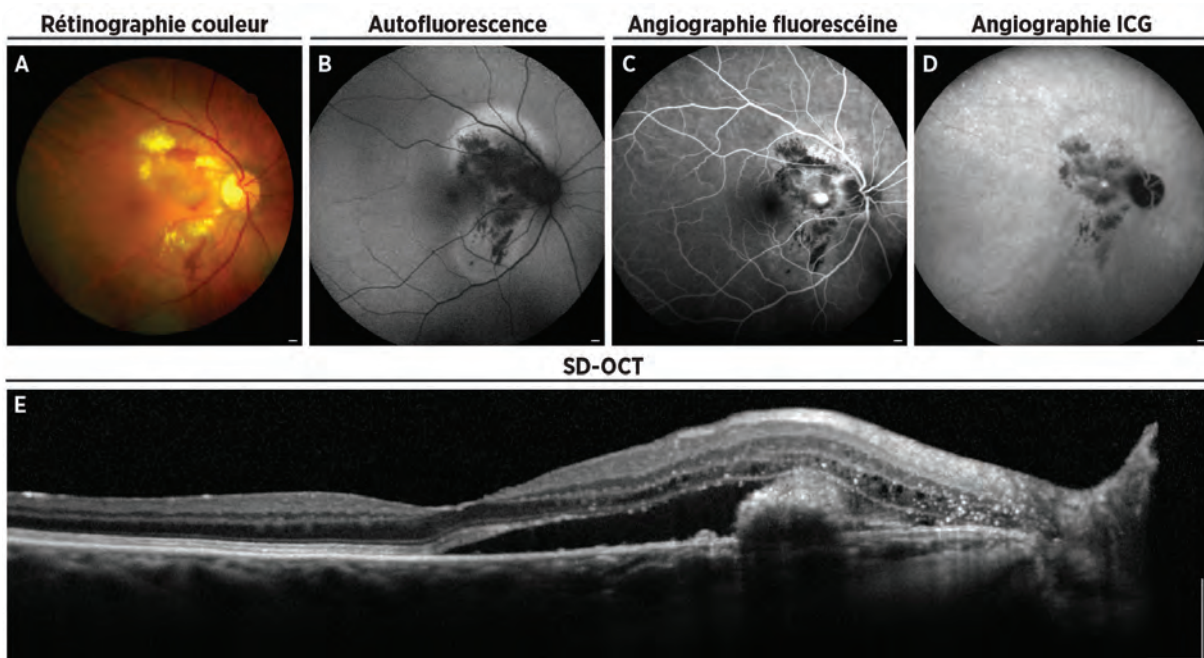 Rétinographie couleur
Autofluorescence
Angiographie fluorescéine
Angiographie ICG
A
B
C
D
SD-OCT
E